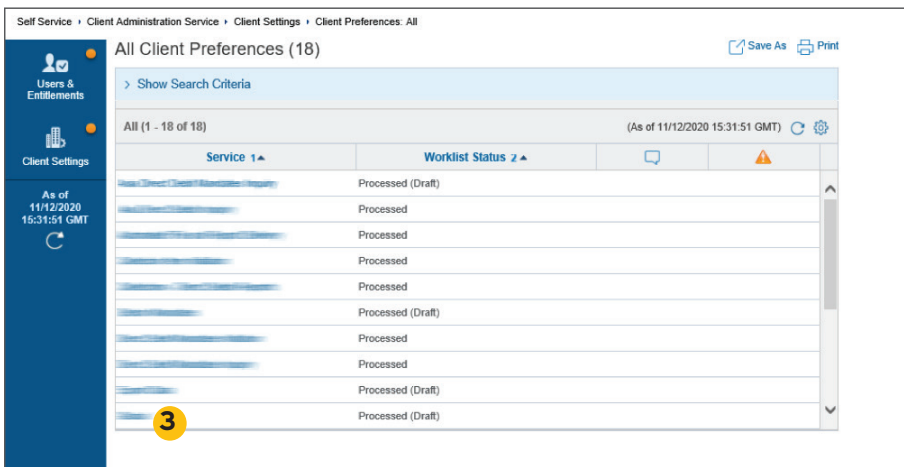 Self Service › Client Administration Service › Client Settings › Client Preferences: All
All Client Preferences (18)
Save As
Print
Users &
Entitlements
Client Settings
As of
11/12/2020
15:31:51 GMT
> Show Search Criteria
All (1 - 18 of 18)
(As of 11/12/2020 15:31:51 GMT)
Service 1▲ Worklist Status 2▲
Processed (Draft)
Processed
Processed
Processed
Processed
Processed (Draft)
Processed
Processed
Processed (Draft)
Processed (Draft)
3